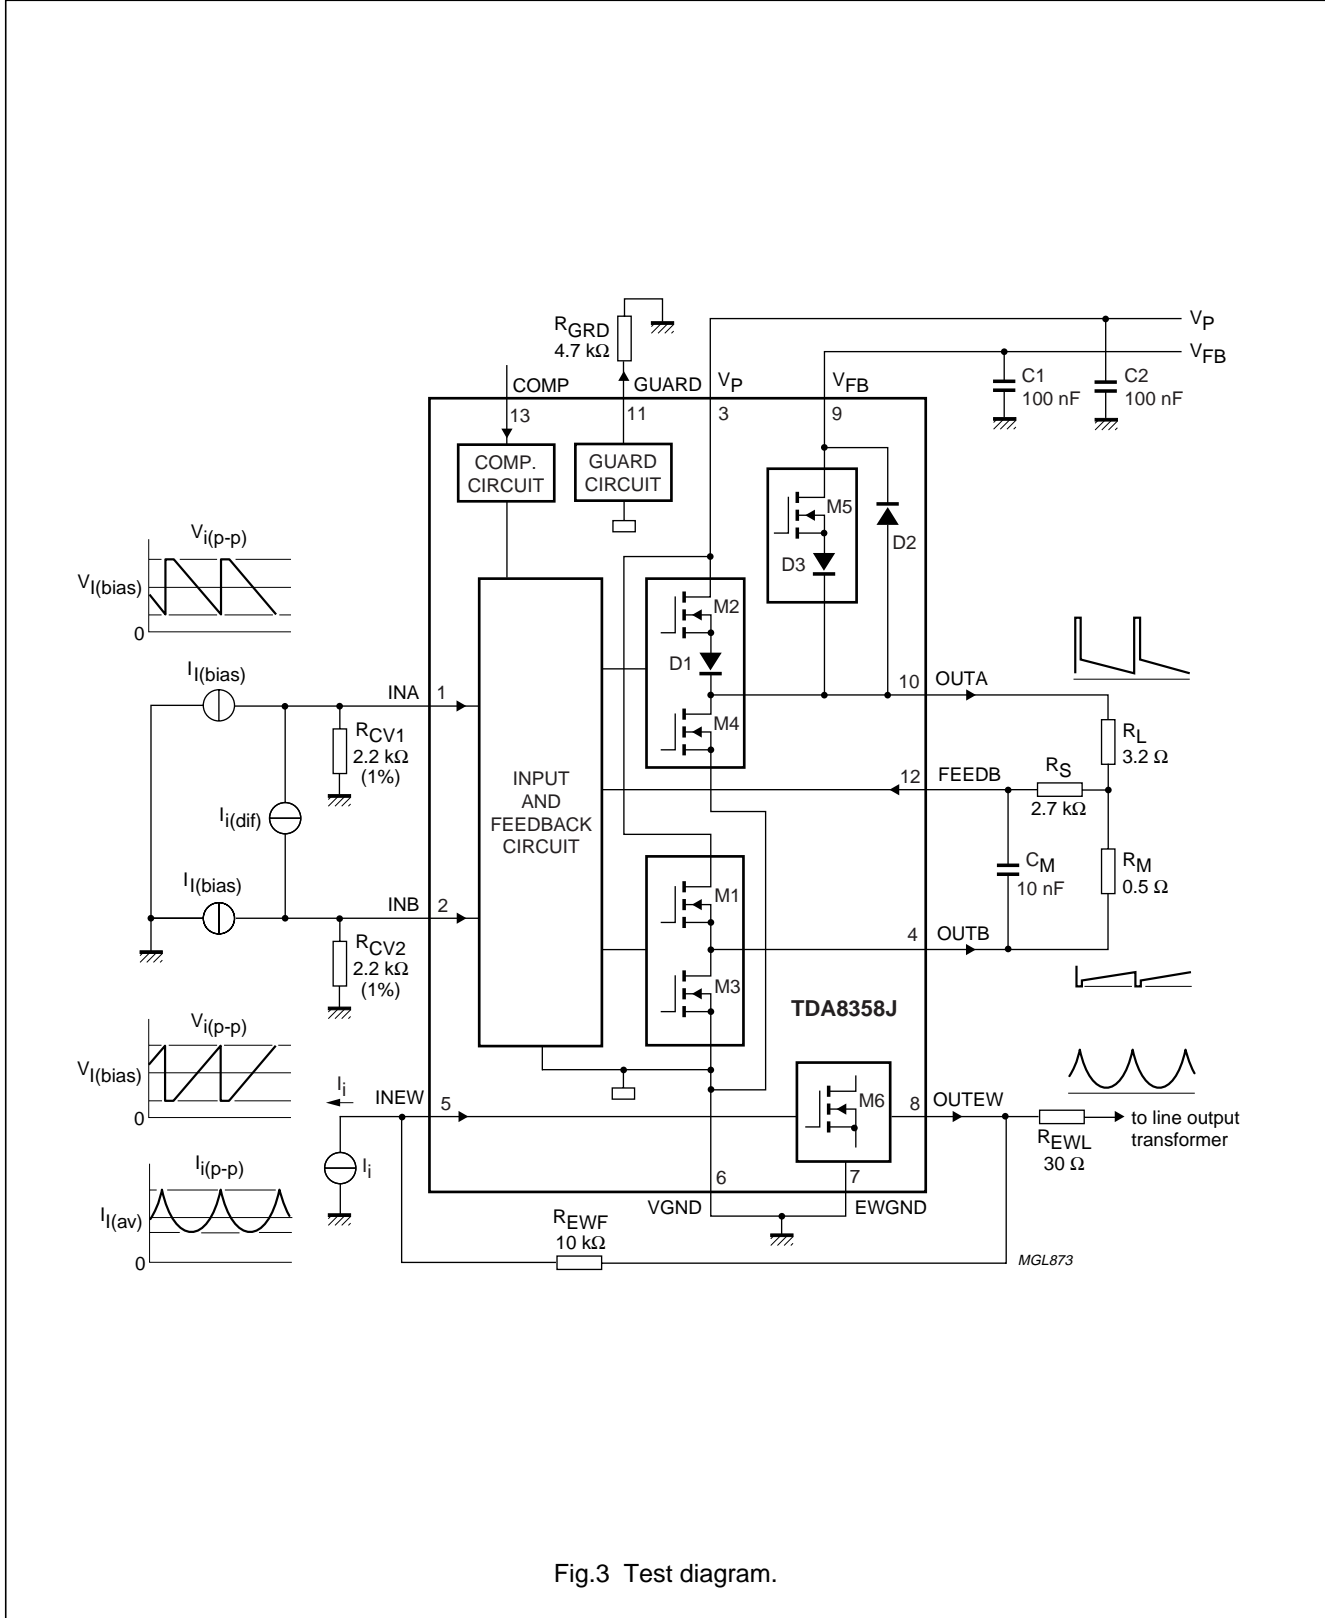 R_GRD
4.7 kΩ
V_P
V_FB
C1
100 nF
C2
100 nF
COMP
GUARD
V_P
V_FB
13
11
3
9
COMP.
CIRCUIT
GUARD
CIRCUIT
M5
D2
D3
V_i(p-p)
V_I(bias)
0
M2
D1
M4
I_I(bias)
INA
1
10
OUTA
R_CV1
2.2 kΩ
(1%)
R_L
3.2 Ω
INPUT
AND
FEEDBACK
CIRCUIT
12
FEEDB
R_S
2.7 kΩ
I_i(dif)
C_M
10 nF
R_M
0.5 Ω
I_I(bias)
INB
2
M1
4
OUTB
R_CV2
2.2 kΩ
(1%)
M3
TDA8358J
V_i(p-p)
V_I(bias)
0
I_i
INEW
5
M6
8
OUTEW
R_EWL
30 Ω
to line output
transformer
I_i
I_i(p-p)
I_I(av)
0
6
7
VGND
EWGND
R_EWF
10 kΩ
MGL873
Fig.3 Test diagram.